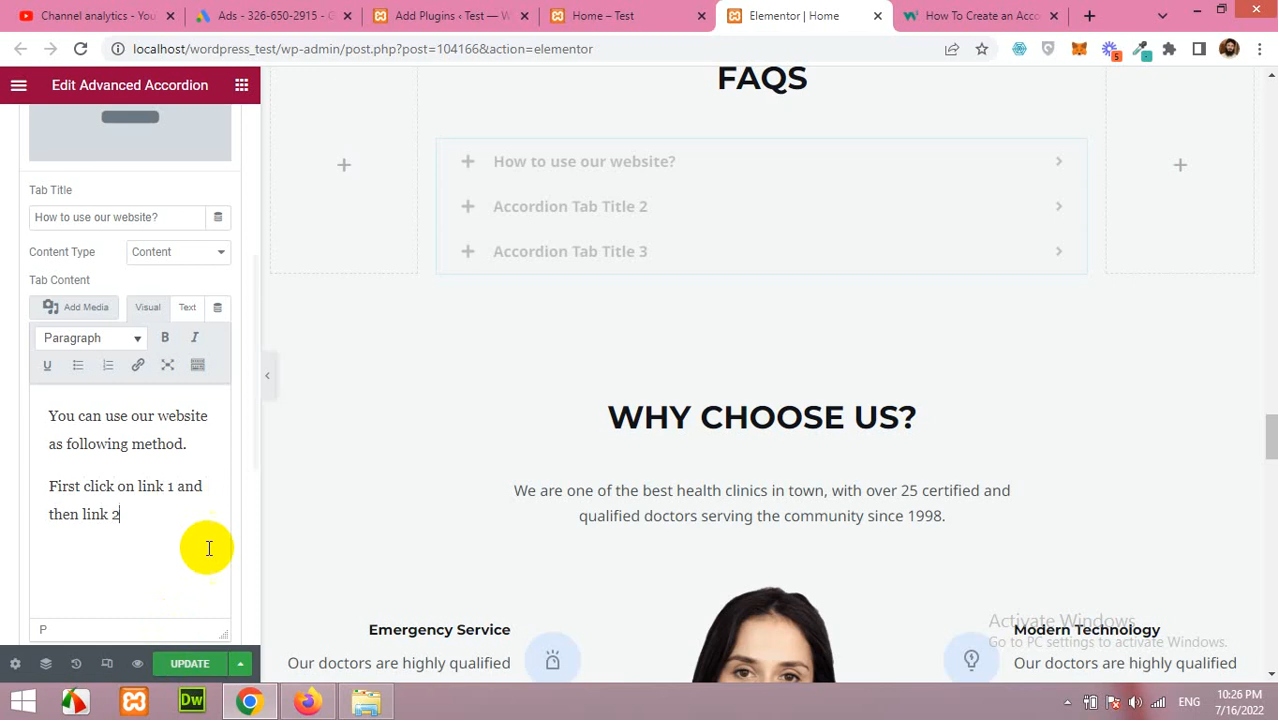 Channel analytics - You
Ads - 326-650-2915 - G
Add Plugins ‹ Test — W
Home – Test
Elementor | Home
How To Create an Acco
localhost/wordpress_test/wp-admin/post.php?post=104166&action=elementor
5
Edit Advanced Accordion
Tab Title
How to use our website?
Content Type
Content
Tab Content
Add Media
Visual
Text
Paragraph
B
I
U
You can use our website
as following method.
First click on link 1 and
then link 2
P
UPDATE
FAQS
How to use our website?
Accordion Tab Title 2
Accordion Tab Title 3
WHY CHOOSE US?
We are one of the best health clinics in town, with over 25 certified and
qualified doctors serving the community since 1998.
Emergency Service
Our doctors are highly qualified
Modern Technology
Our doctors are highly qualified
Activate Windows
Go to PC settings to activate Windows.
Dw
ENG
10:26 PM
7/16/2022